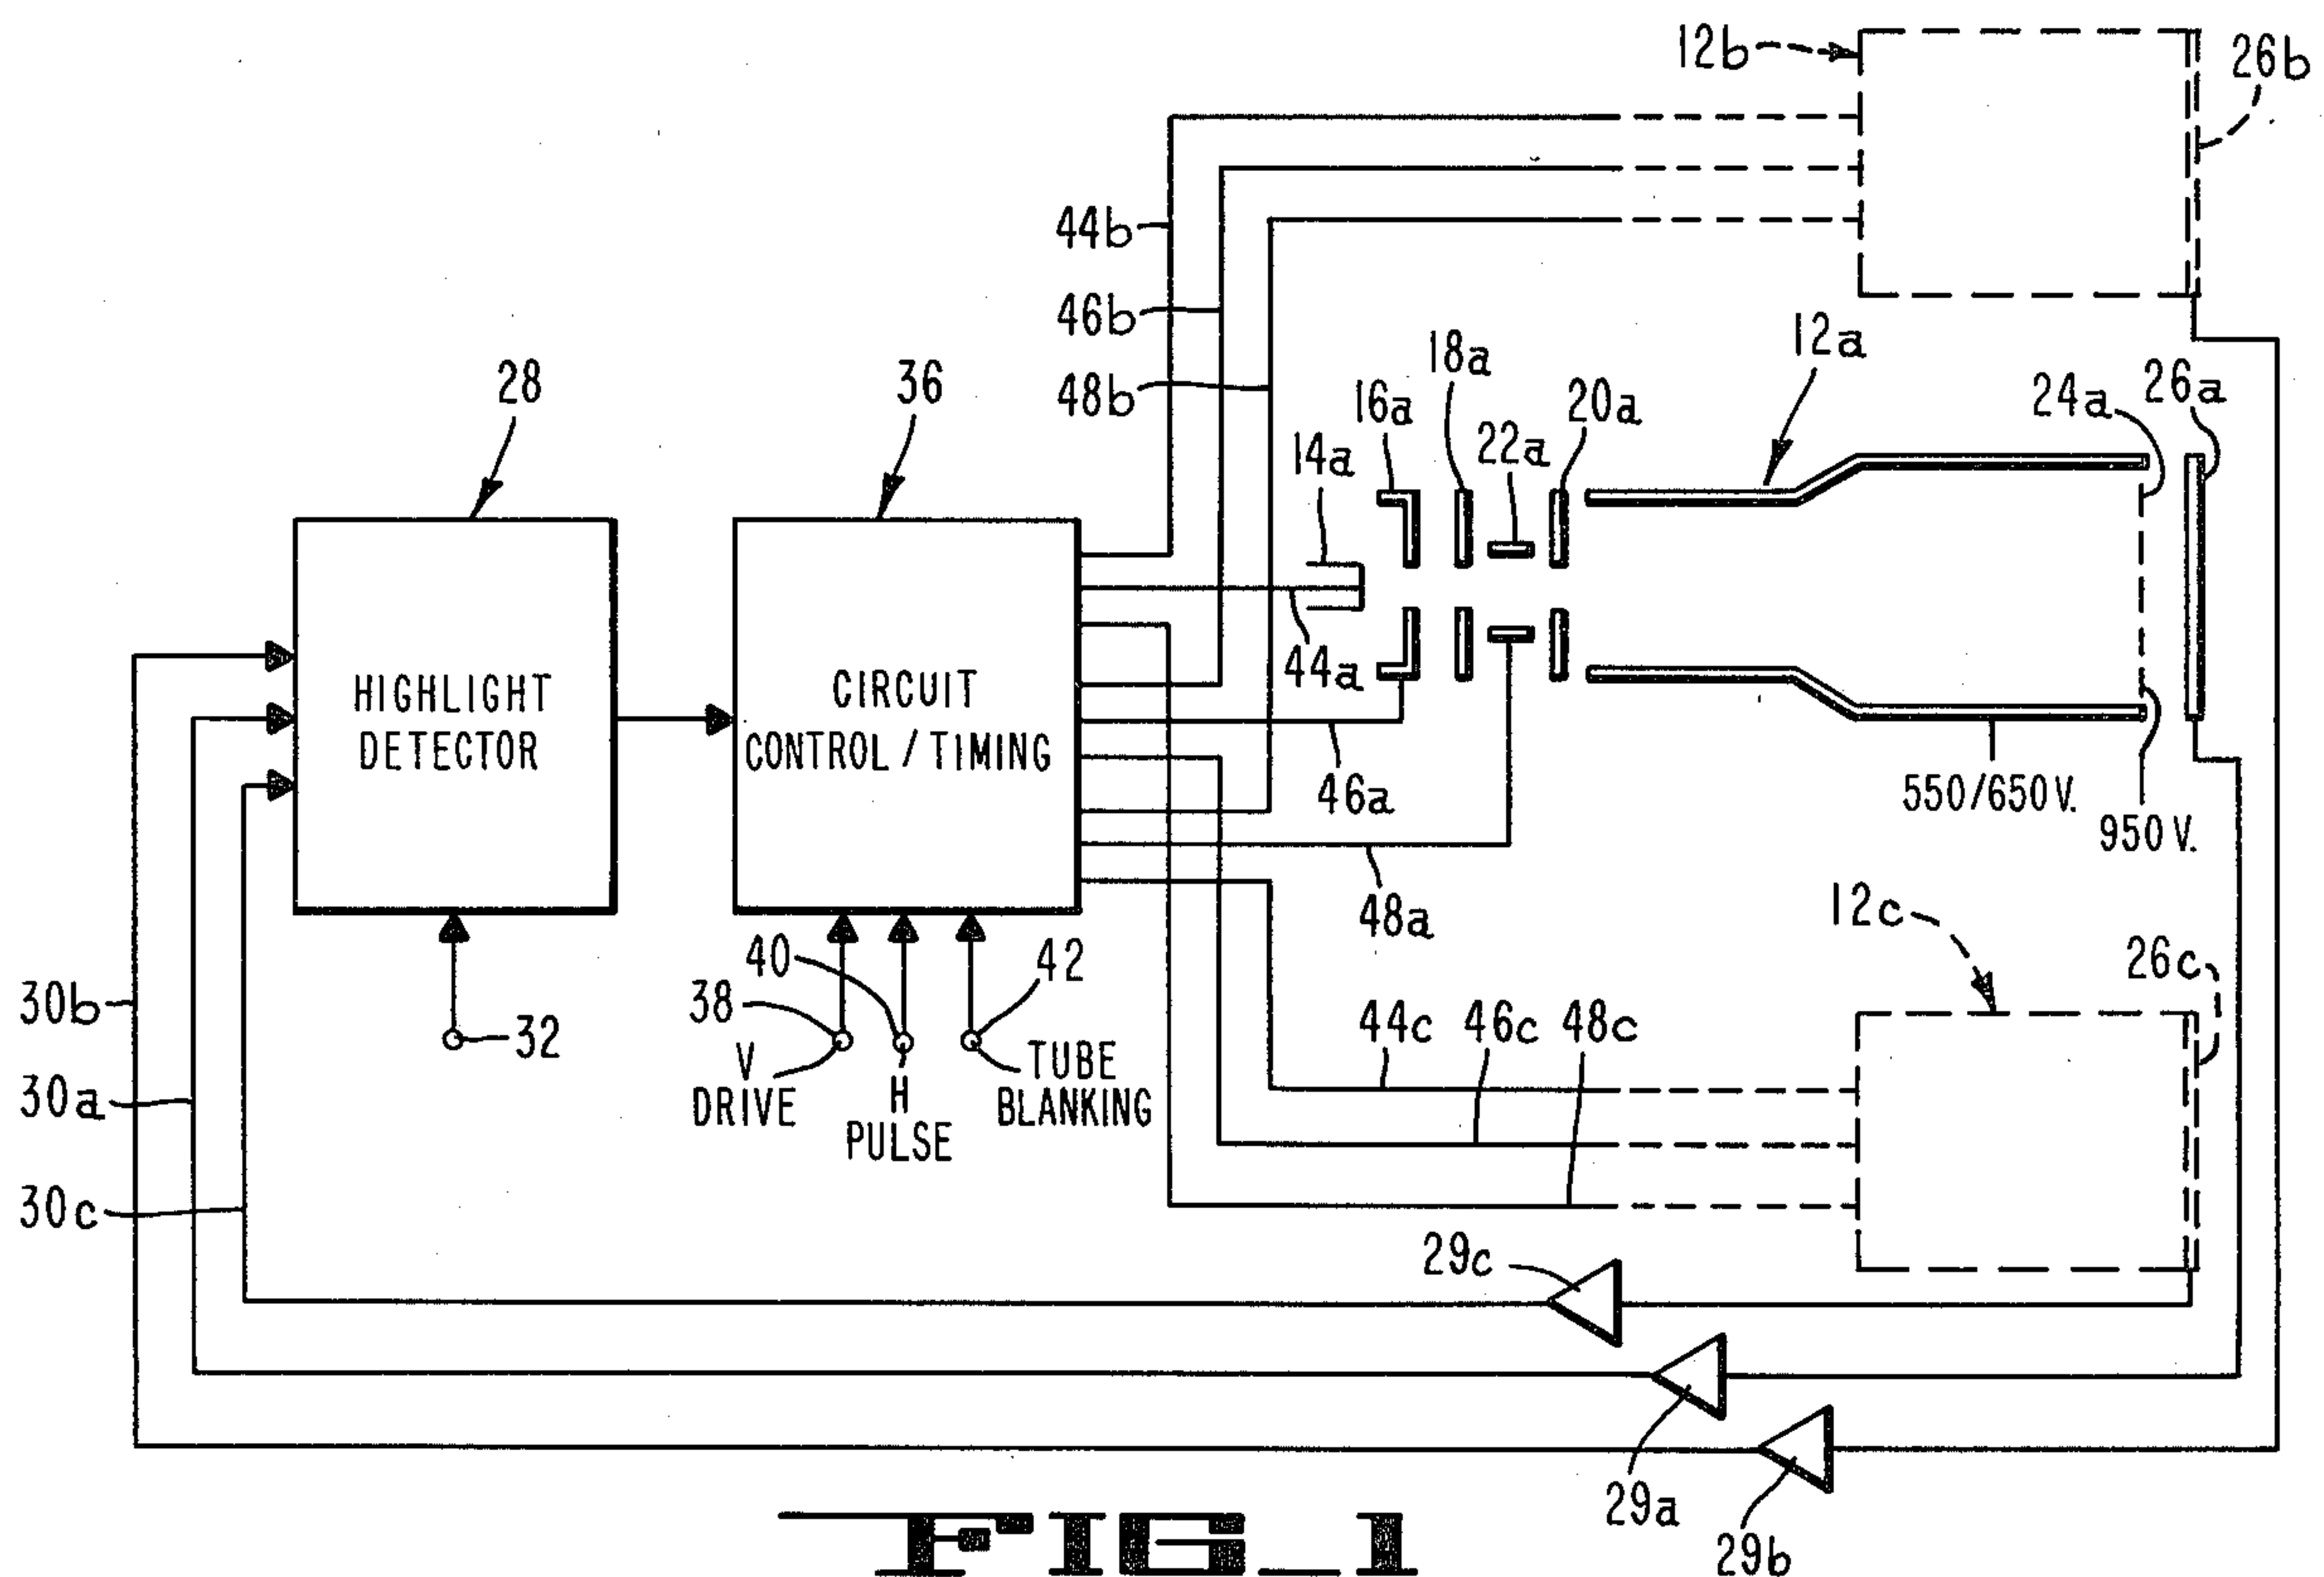 12b
26b
44b
46b
48b
28
36
14a
16a
18a
22a
20a
12a
24a
26a
HIGHLIGHT
DETECTOR
CIRCUIT
CONTROL / TIMING
44a
46a
48a
550/650 V.
950 V.
12c
26c
30b
30a
30c
32
38
40
42
V
DRIVE
H
PULSE
TUBE
BLANKING
44c
46c
48c
29c
29a
29b
FIG_1